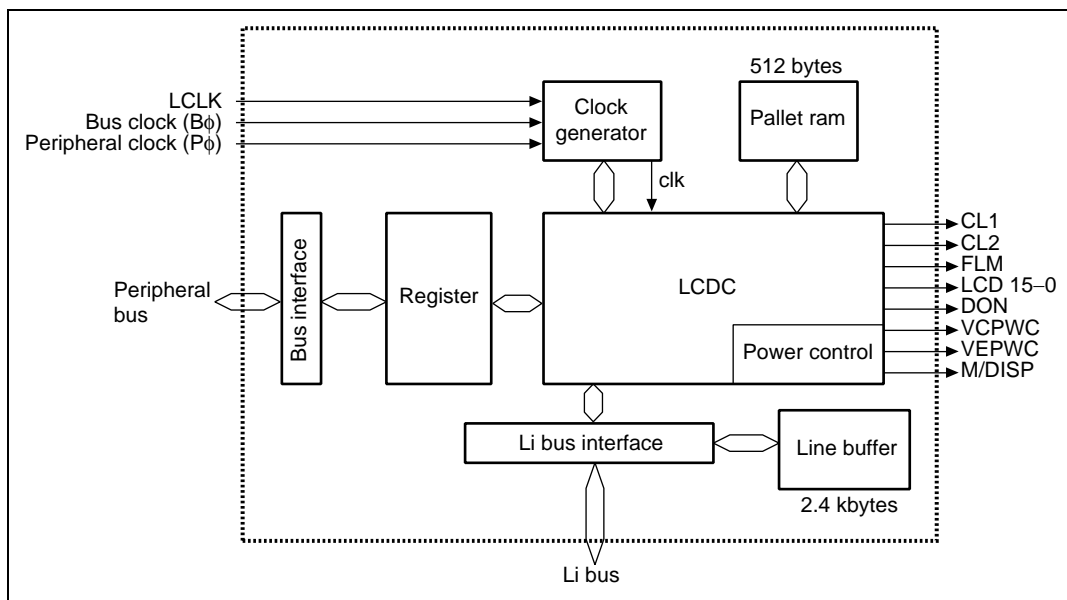 512 bytes
LCLK
Bus clock (Bϕ)
Peripheral clock (Pϕ)
Clock
generator
Pallet ram
clk
Peripheral
bus
Bus interface
Register
LCDC
Power control
CL1
CL2
FLM
LCD 15–0
DON
VCPWC
VEPWC
M/DISP
Li bus interface
Line buffer
2.4 kbytes
Li bus